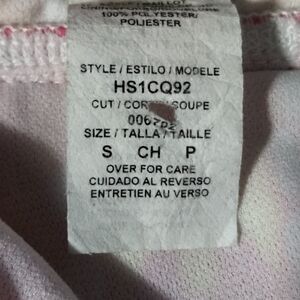 100% POLYESTER/
POLIESTER
STYLE / ESTILO / MODELE
HS1CQ92
CUT / COUPE
SIZE / TALLA / TAILLE
S CH P
OVER FOR CARE
CUIDADO AL REVERSO
ENTRETIEN AU VERSO